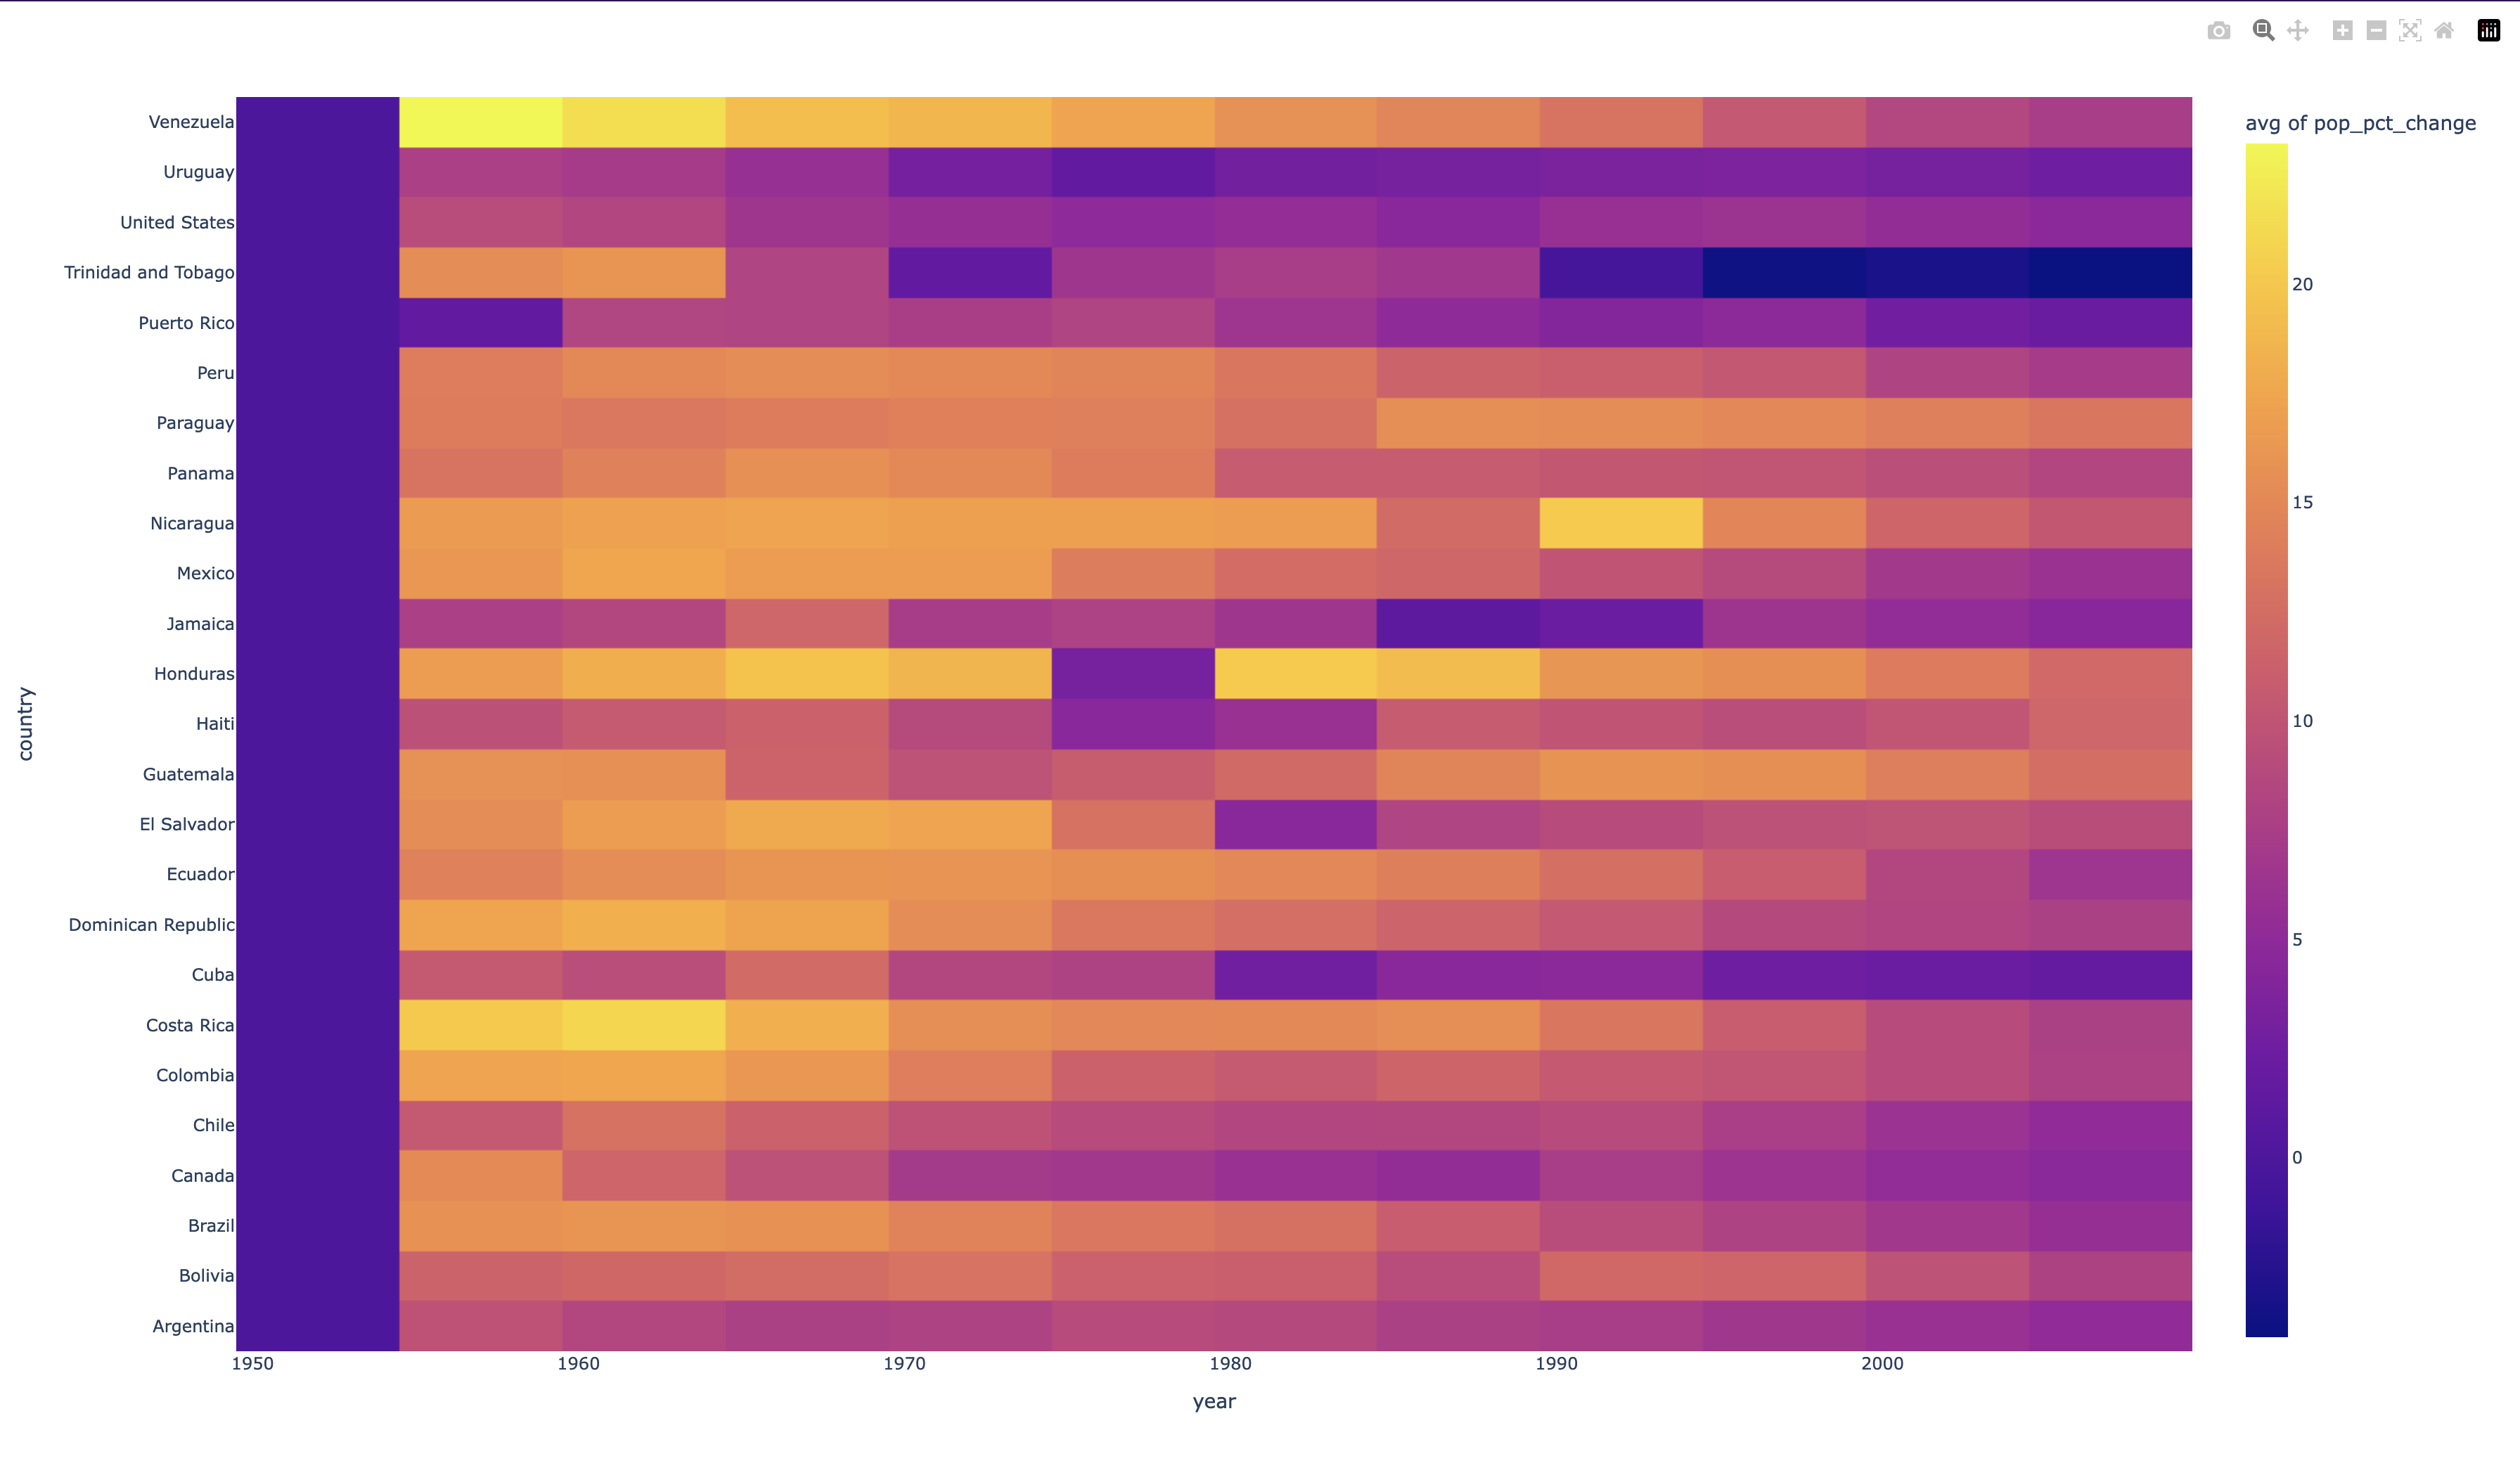 avg of pop_pct_change
Venezuela
Uruguay
United States
Trinidad and Tobago
Puerto Rico
Peru
Paraguay
Panama
Nicaragua
Mexico
Jamaica
Honduras
Haiti
Guatemala
El Salvador
Ecuador
Dominican Republic
Cuba
Costa Rica
Colombia
Chile
Canada
Brazil
Bolivia
Argentina
country
1950 1960 1970 1980 1990 2000
year
20
15
10
5
0